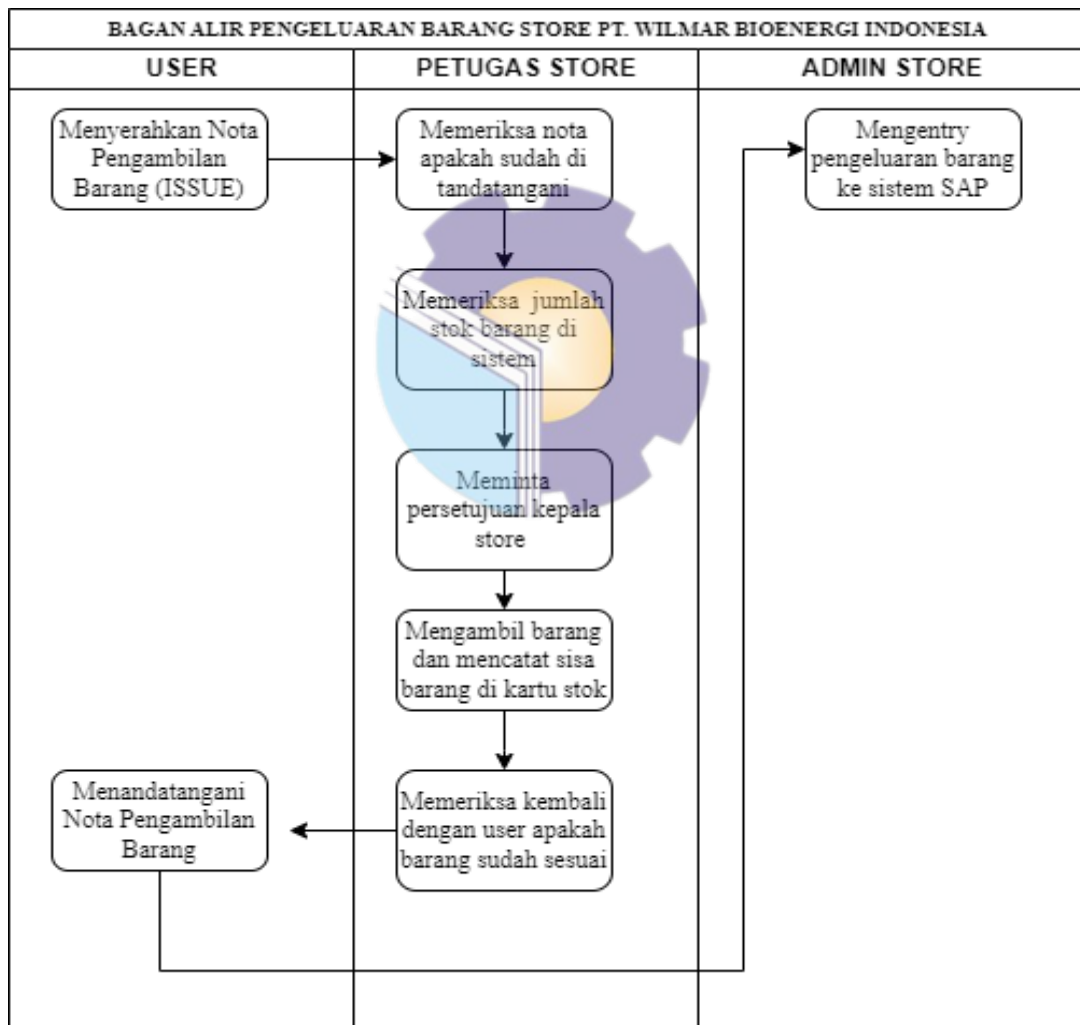 BAGAN ALIR PENGELUARAN BARANG STORE PT. WILMAR BIOENERGI INDONESIA
USER
PETUGAS STORE
ADMIN STORE
Menyerahkan Nota
Pengambilan
Barang (ISSUE)
Memeriksa nota
apakah sudah di
tandatangani
Mengentry
pengeluaran barang
ke sistem SAP
Memeriksa jumlah
stok barang di
sistem
Meminta
persetujuan kepala
store
Mengambil barang
dan mencatat sisa
barang di kartu stok
Memeriksa kembali
dengan user apakah
barang sudah sesuai
Menandatangani
Nota Pengambilan
Barang